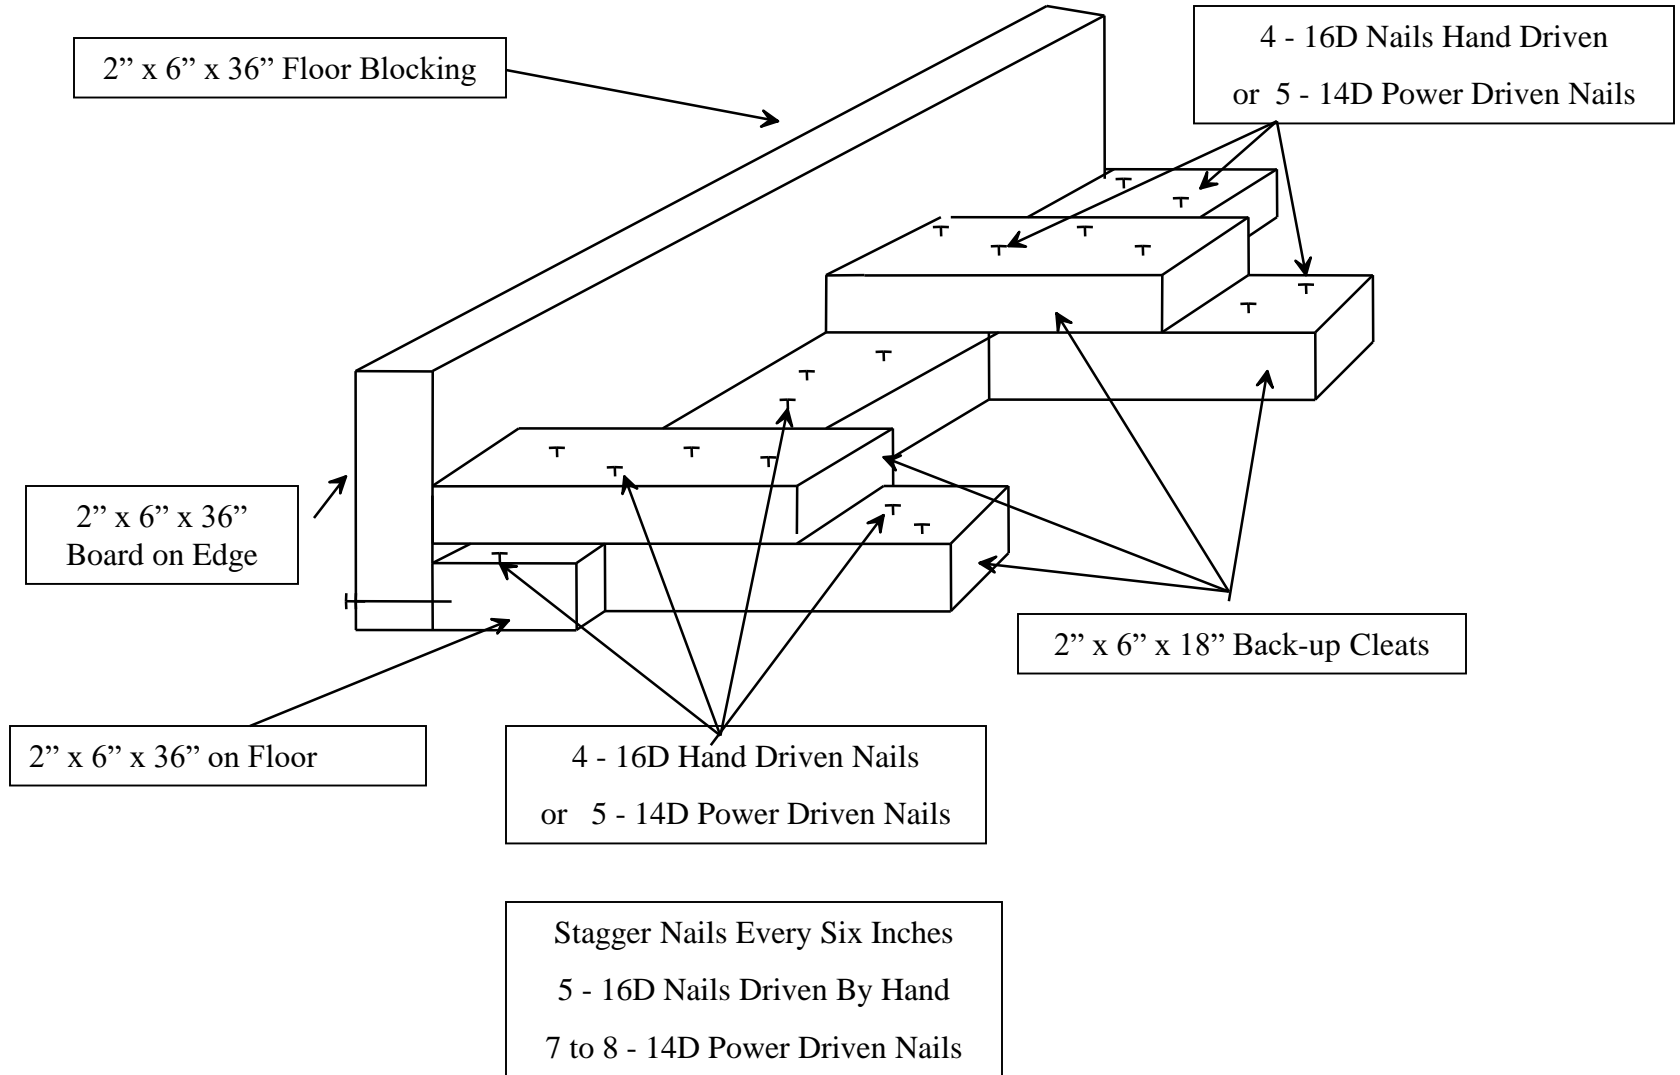 2” x 6” x 36” Floor Blocking
4 - 16D Nails Hand Driven
or 5 - 14D Power Driven Nails
2” x 6” x 36”
Board on Edge
2” x 6” x 18” Back-up Cleats
2” x 6” x 36” on Floor
4 - 16D Hand Driven Nails
or 5 - 14D Power Driven Nails
Stagger Nails Every Six Inches
5 - 16D Nails Driven By Hand
7 to 8 - 14D Power Driven Nails